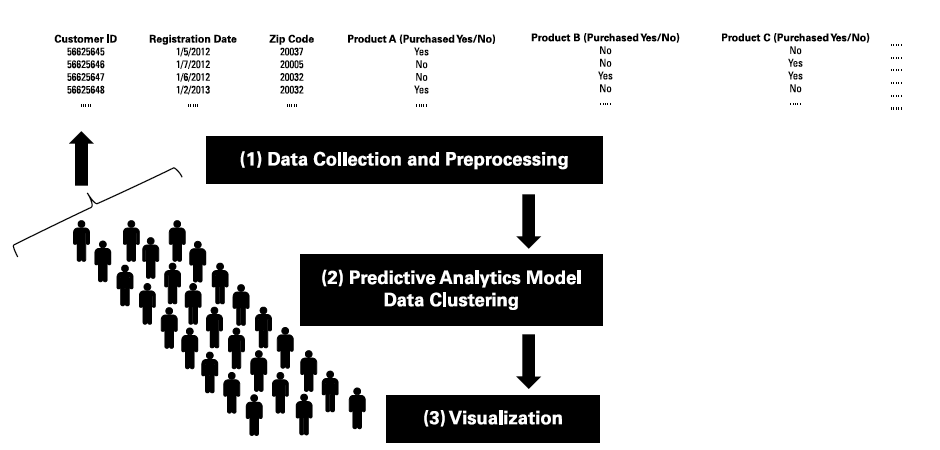 Customer ID Registration Date Zip Code Product A (Purchased Yes/No) Product B (Purchased Yes/No) Product C (Purchased Yes/No) .....
56625645 1/5/2012 20037 Yes No No .....
56625646 1/7/2012 20005 No No Yes .....
56625647 1/6/2012 20032 No Yes Yes .....
56625648 1/2/2013 20032 Yes No No .....
..... ..... ..... ..... ..... ..... .....
(1) Data Collection and Preprocessing
(2) Predictive Analytics Model
Data Clustering
(3) Visualization